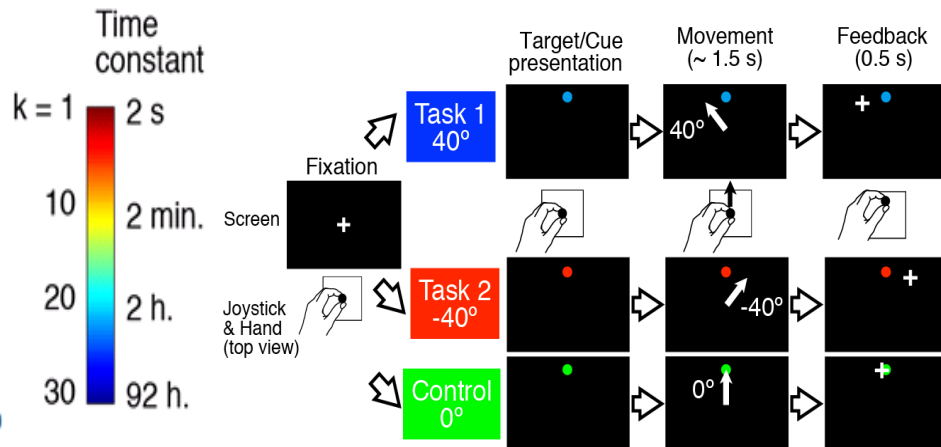 Time
constant
k = 1
2 s
10
2 min.
20
2 h.
30
92 h.
Fixation
Screen
Joystick
& Hand
(top view)
Target/Cue
presentation
Movement
(~ 1.5 s)
Feedback
(0.5 s)
Task 1
40º
40º
Task 2
-40º
-40º
Control
0º
0º